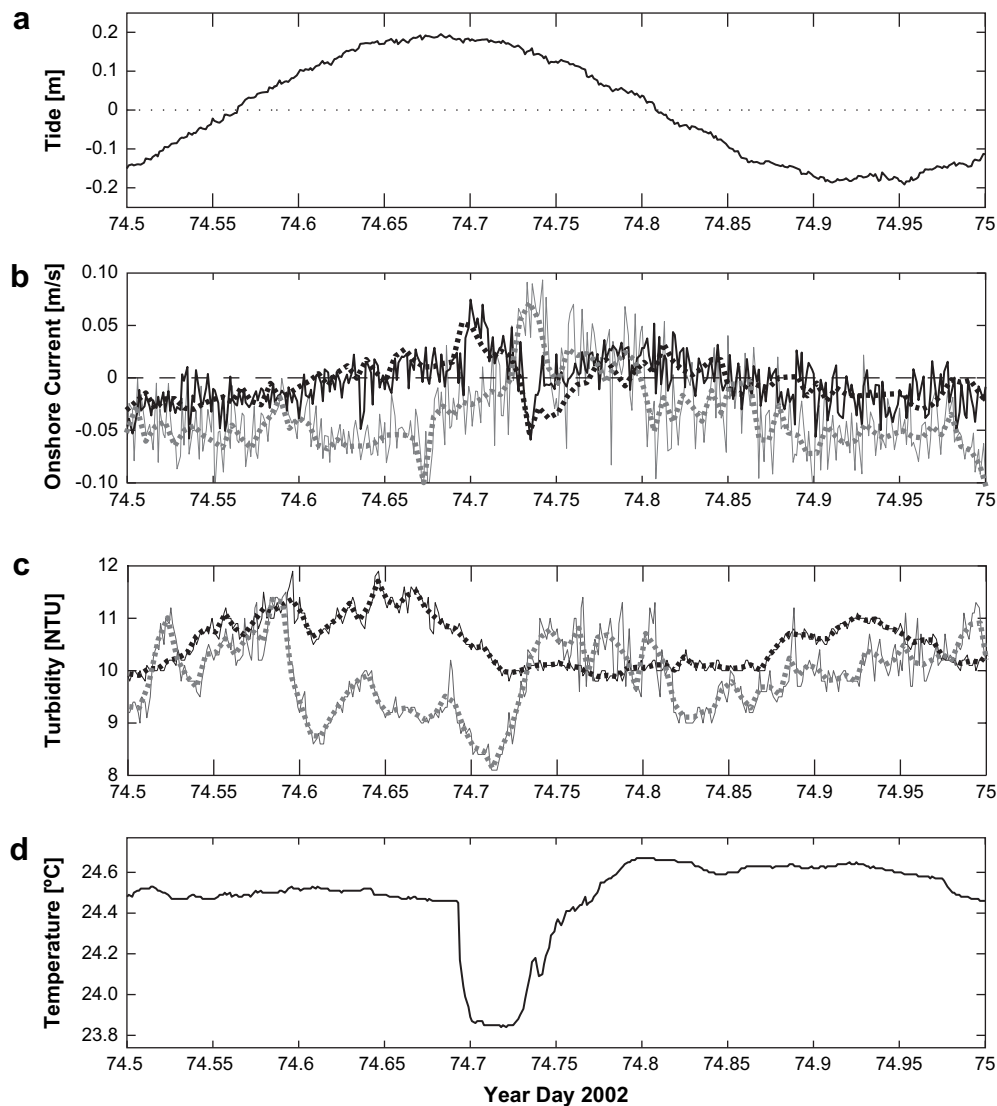 a
Tide [m]
0.2
0.1
0
-0.1
-0.2
74.5 74.55 74.6 74.65 74.7 74.75 74.8 74.85 74.9 74.95 75
b
Onshore Current [m/s]
0.10
0.05
0
-0.05
-0.10
74.5 74.55 74.6 74.65 74.7 74.75 74.8 74.85 74.9 74.95 75
c
Turbidity [NTU]
12
11
10
9
8
74.5 74.55 74.6 74.65 74.7 74.75 74.8 74.85 74.9 74.95 75
d
Temperature [ºC]
24.6
24.4
24.2
24.0
23.8
74.5 74.55 74.6 74.65 74.7 74.75 74.8 74.85 74.9 74.95 75
Year Day 2002